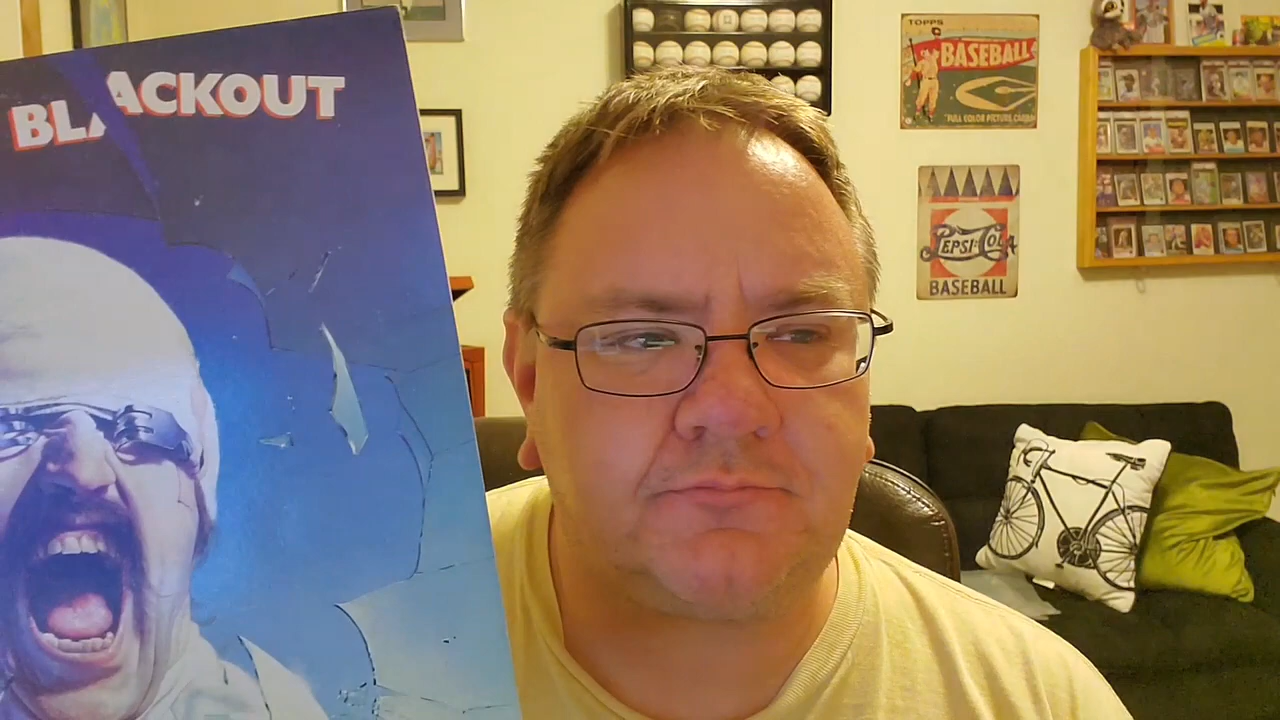 BLACKOUT
TOPPS
BASEBALL
"FULL COLOR PICTURE CARDS"
PEPSI-COLA
BASEBALL